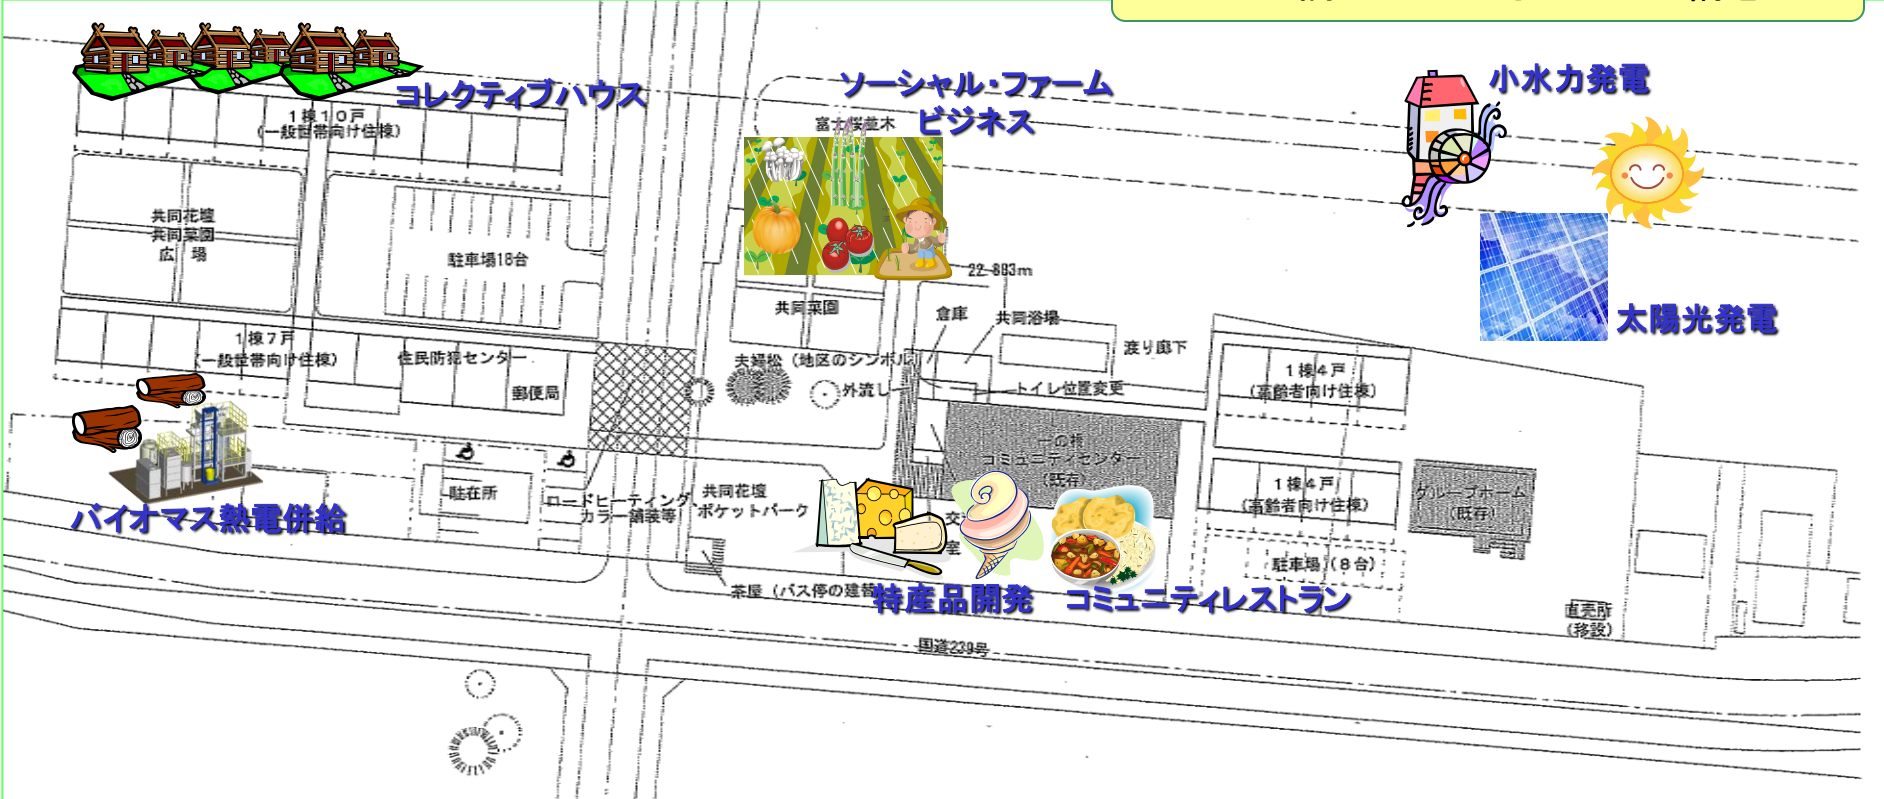 コレクティブハウス
ソーシャル・ファーム
ビジネス
小水力発電
1棟10戸
(一般世帯向け住棟)
共同花壇
共同菜園
広 場
駐車場18台
太陽光発電
共同菜園
倉庫
共同浴場
渡り廊下
1棟7戸
(一般世帯向け住棟)
住民防犯センター
郵便局
夫婦松 (地区のシンボル
外流し
トイレ位置変更
1棟4戸
(高齢者向け住棟)
一の橋
コミュニティセンター
(既存)
1棟4戸
(高齢者向け住棟)
グループホーム
(既存)
駐在所
ロードヒーティング
カラー舗装等
共同花壇
ポケットパーク
バイオマス熱電併給
駐車場 (8台)
茶屋 (バス停の建替
特産品開発
コミュニティレストラン
直売所
(移設)
国道239号